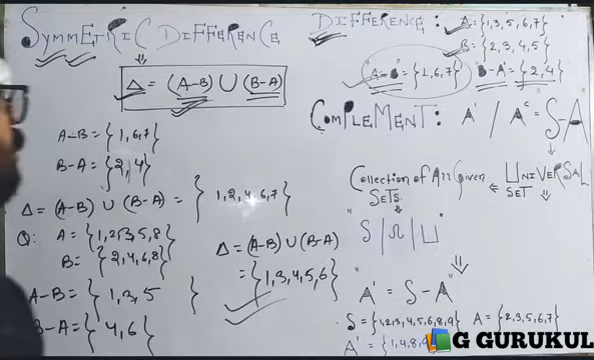 SYMMETRIC DIFFERENCE
⇓
Δ = (A-B) ∪ (B-A)
A-B = {1,6,7}
B-A = {2,4}
Δ = (A-B) ∪ (B-A) = {1,2,4,6,7}
Q: A = {1,2,3,5,8}
B = {2,4,6,8}
A-B = {1,3,5}
B-A = {4,6}
Δ = (A-B) ∪ (B-A)
= {1,3,4,5,6}
DIFFERENCE : A = {1,3,5,6,7}
B = {2,3,4,5}
"A-B" = {1,6,7} "B-A" = {2,4}
COMPLEMENT: A' / Aᶜ = "S-A"
Collection of All Given Sets ⇐ UNIVERSAL SET
"S / Ω / U"
A' = S - A"
S = {1,2,3,4,5,6,8,9} A = {2,3,5,6,7}
A' = {1,4,8,9
G GURUKUL